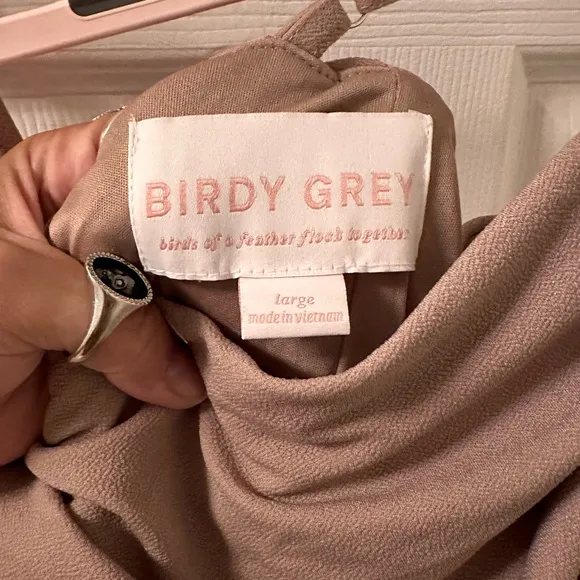 BIRDY GREY
birds of a feather flock together
large
made in vietnam